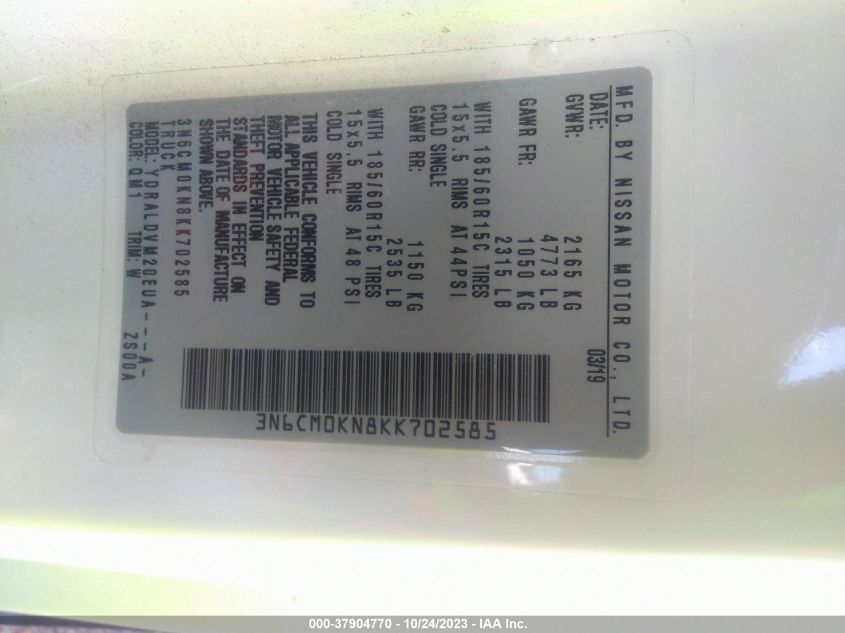 MFD. BY NISSAN MOTOR CO., LTD.
DATE: 03/19
GVWR: 2165 KG
4773 LB
GAWR FR: 1050 KG
2315 LB
WITH 185/60R15C TIRES
15x5.5 RIMS AT 44PSI
COLD SINGLE
GAWR RR: 1150 KG
2535 LB
WITH 185/60R15C TIRES
15x5.5 RIMS AT 48 PSI
COLD SINGLE
THIS VEHICLE CONFORMS TO
ALL APPLICABLE FEDERAL
MOTOR VEHICLE SAFETY AND
THEFT PREVENTION
STANDARDS IN EFFECT ON
THE DATE OF MANUFACTURE
SHOWN ABOVE.
3N6CM0KN8KK702585
TRUCK
MODEL: YDRALDVM20EUA---A-
COLOR: QM1 TRIM: W ZS00A
3N6CM0KN8KK702585
000-37904770 - 10/24/2023 - IAA Inc.